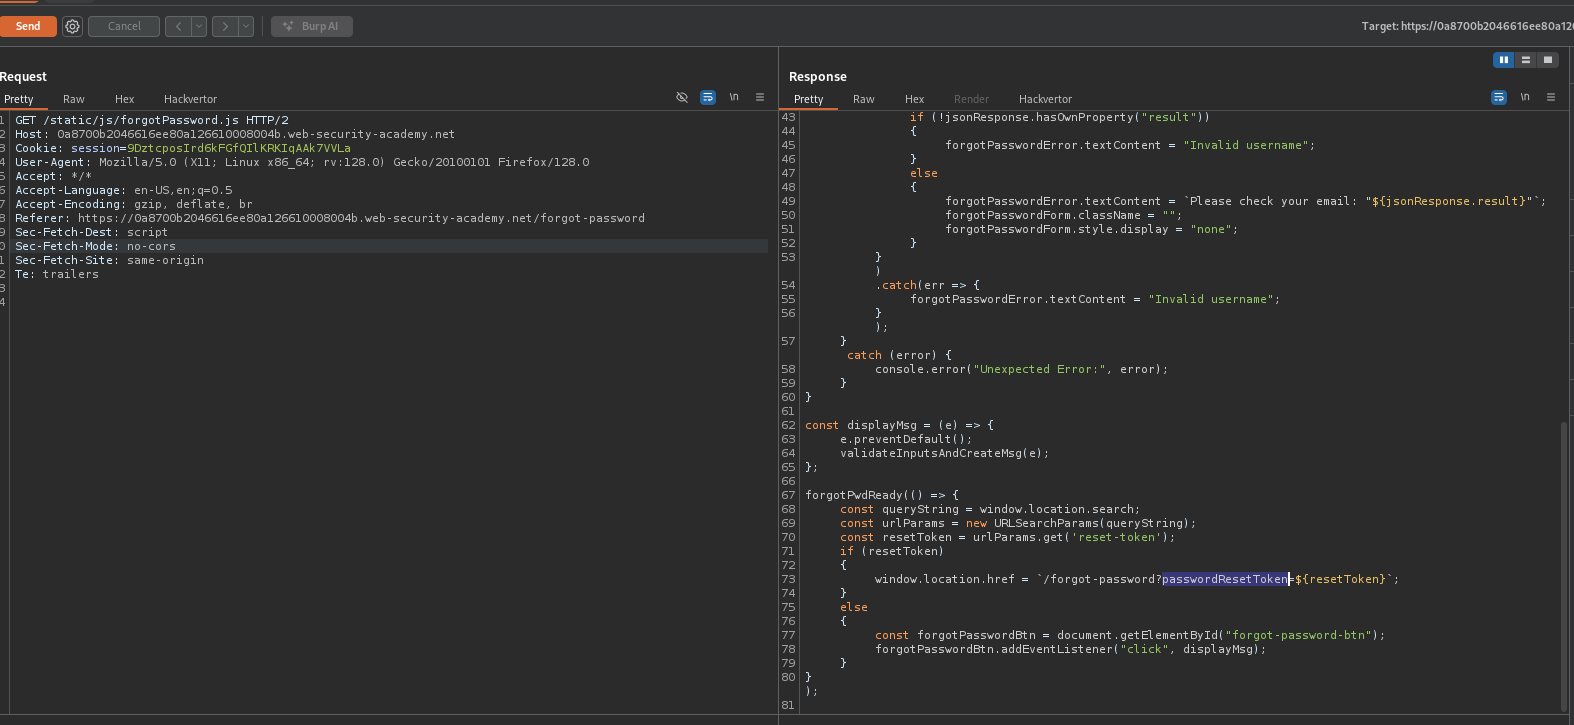 Send
Cancel
Burp AI
Target: https://0a8700b2046616ee80a12
Request
Pretty Raw Hex Hackvertor
\n
1 GET /static/js/forgotPassword.js HTTP/2
2 Host: 0a8700b2046616ee80a126610008004b.web-security-academy.net
3 Cookie: session=9DztcposIrd6kFGfQIlKRKIqAAk7VVLa
4 User-Agent: Mozilla/5.0 (X11; Linux x86_64; rv:128.0) Gecko/20100101 Firefox/128.0
5 Accept: */*
6 Accept-Language: en-US,en;q=0.5
7 Accept-Encoding: gzip, deflate, br
8 Referer: https://0a8700b2046616ee80a126610008004b.web-security-academy.net/forgot-password
9 Sec-Fetch-Dest: script
0 Sec-Fetch-Mode: no-cors
1 Sec-Fetch-Site: same-origin
2 Te: trailers
3
4
Response
Pretty Raw Hex Render Hackvertor
\n
43 if (!jsonResponse.hasOwnProperty("result"))
44 {
45 forgotPasswordError.textContent = "Invalid username";
46 }
47 else
48 {
49 forgotPasswordError.textContent = `Please check your email: "${jsonResponse.result}"`;
50 forgotPasswordForm.className = "";
51 forgotPasswordForm.style.display = "none";
52 }
53 }
)
54 .catch(err => {
55 forgotPasswordError.textContent = "Invalid username";
56 }
);
57 }
catch (error) {
58 console.error("Unexpected Error:", error);
59 }
60 }
61
62 const displayMsg = (e) => {
63 e.preventDefault();
64 validateInputsAndCreateMsg(e);
65 };
66
67 forgotPwdReady(() => {
68 const queryString = window.location.search;
69 const urlParams = new URLSearchParams(queryString);
70 const resetToken = urlParams.get('reset-token');
71 if (resetToken)
72 {
73 window.location.href = `/forgot-password?passwordResetToken=${resetToken}`;
74 }
75 else
76 {
77 const forgotPasswordBtn = document.getElementById("forgot-password-btn");
78 forgotPasswordBtn.addEventListener("click", displayMsg);
79 }
80 }
);
81